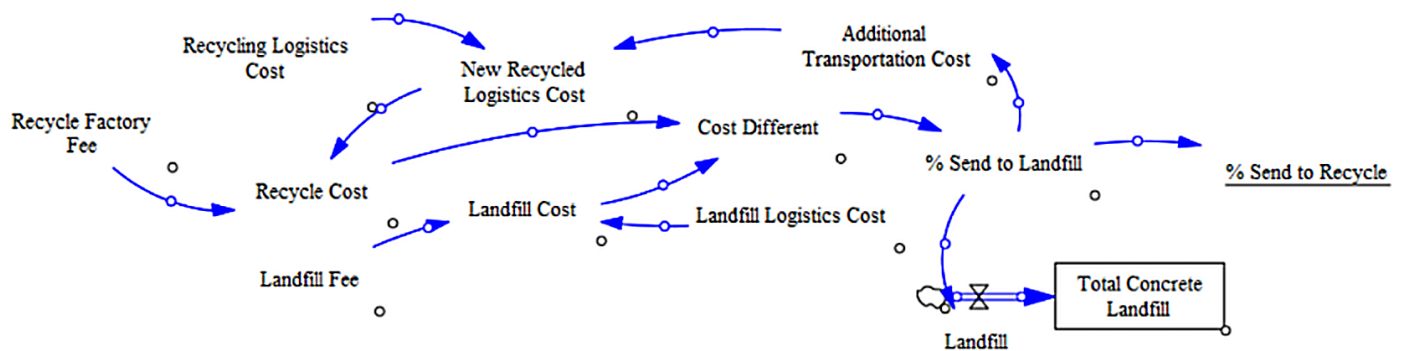 Recycling Logistics
Cost
New Recycled
Logistics Cost
Additional
Transportation Cost
Recycle Factory
Fee
Cost Different
% Send to Landfill
% Send to Recycle
Recycle Cost
Landfill Cost
Landfill Logistics Cost
Landfill Fee
Total Concrete
Landfill
Landfill